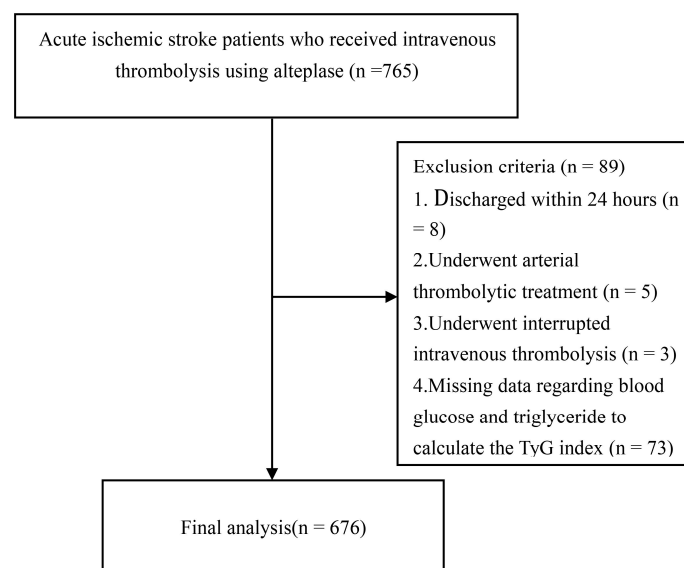 Acute ischemic stroke patients who received intravenous
thrombolysis using alteplase (n =765)
Exclusion criteria (n = 89)
1. Discharged within 24 hours (n
= 8)
2.Underwent arterial
thrombolytic treatment (n = 5)
3.Underwent interrupted
intravenous thrombolysis (n = 3)
4.Missing data regarding blood
glucose and triglyceride to
calculate the TyG index (n = 73)
Final analysis(n = 676)